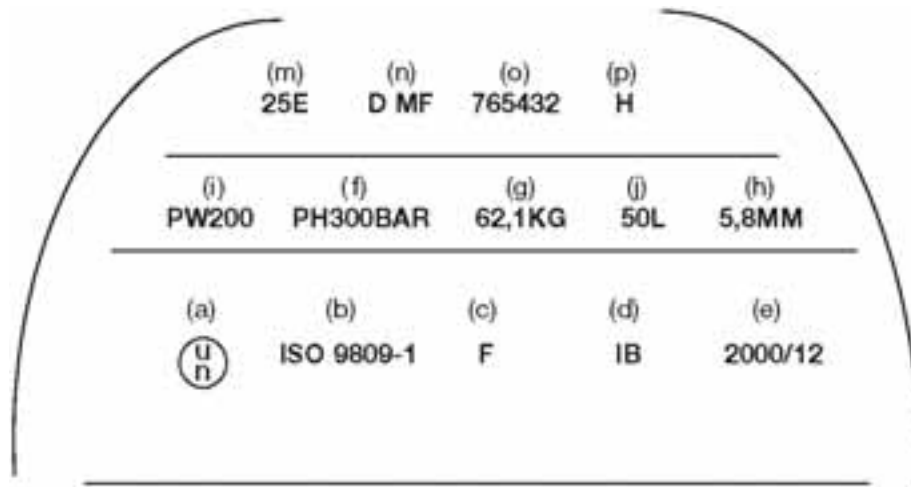 (m) (n) (o) (p)
25E D MF 765432 H
(i) (f) (g) (j) (h)
PW200 PH300BAR 62,1KG 50L 5,8MM
(a) (b) (c) (d) (e)
u
n ISO 9809-1 F IB 2000/12